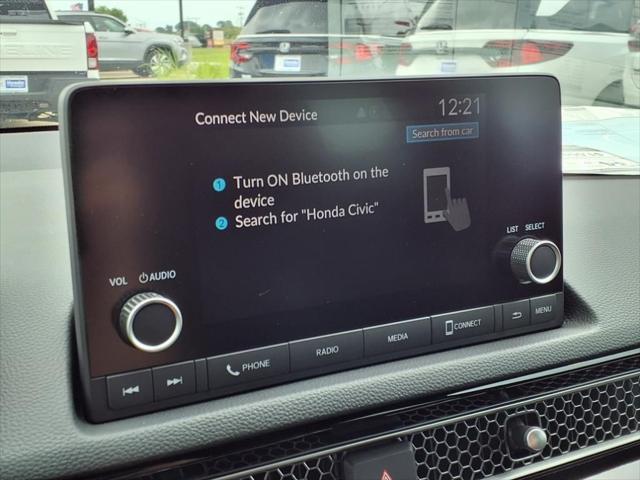 Connect New Device
12:21
Search from car
1 Turn ON Bluetooth on the
device
2 Search for "Honda Civic"
LIST SELECT
VOL AUDIO
PHONE
RADIO
MEDIA
CONNECT
MENU